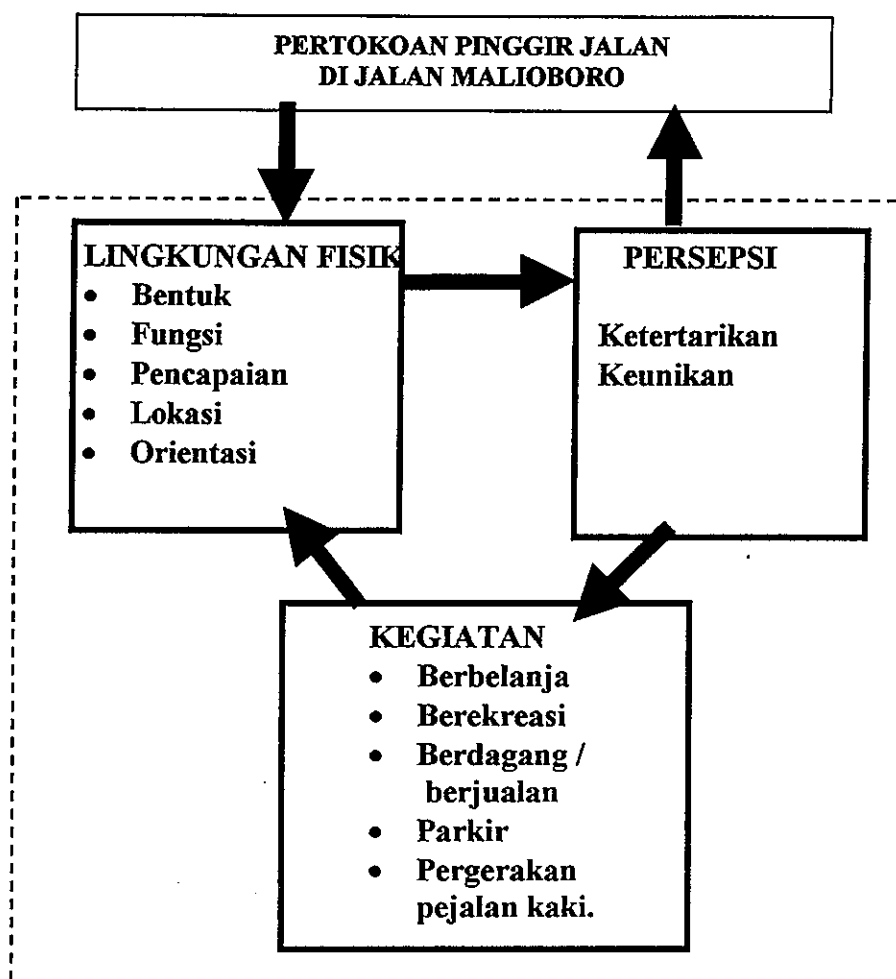 PERTOKOAN PINGGIR JALAN
DI JALAN MALIOBORO
LINGKUNGAN FISIK
• Bentuk
• Fungsi
• Pencapaian
• Lokasi
• Orientasi
PERSEPSI
Ketertarikan
Keunikan
KEGIATAN
• Berbelanja
• Berekreasi
• Berdagang /
berjualan
• Parkir
• Pergerakan
pejalan kaki.